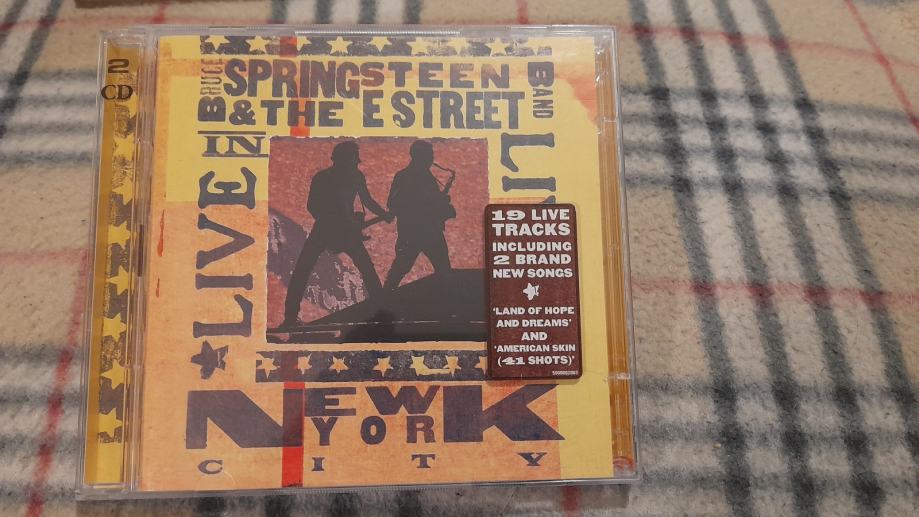 2
CD
BRUCE
SPRINGSTEEN
& THE E STREET
BAND
LIVE
IN
NEW
YORK
CITY
19 LIVE
TRACKS
INCLUDING
2 BRAND
NEW SONGS
'LAND OF HOPE
AND DREAMS'
AND
'AMERICAN SKIN
(41 SHOTS)'